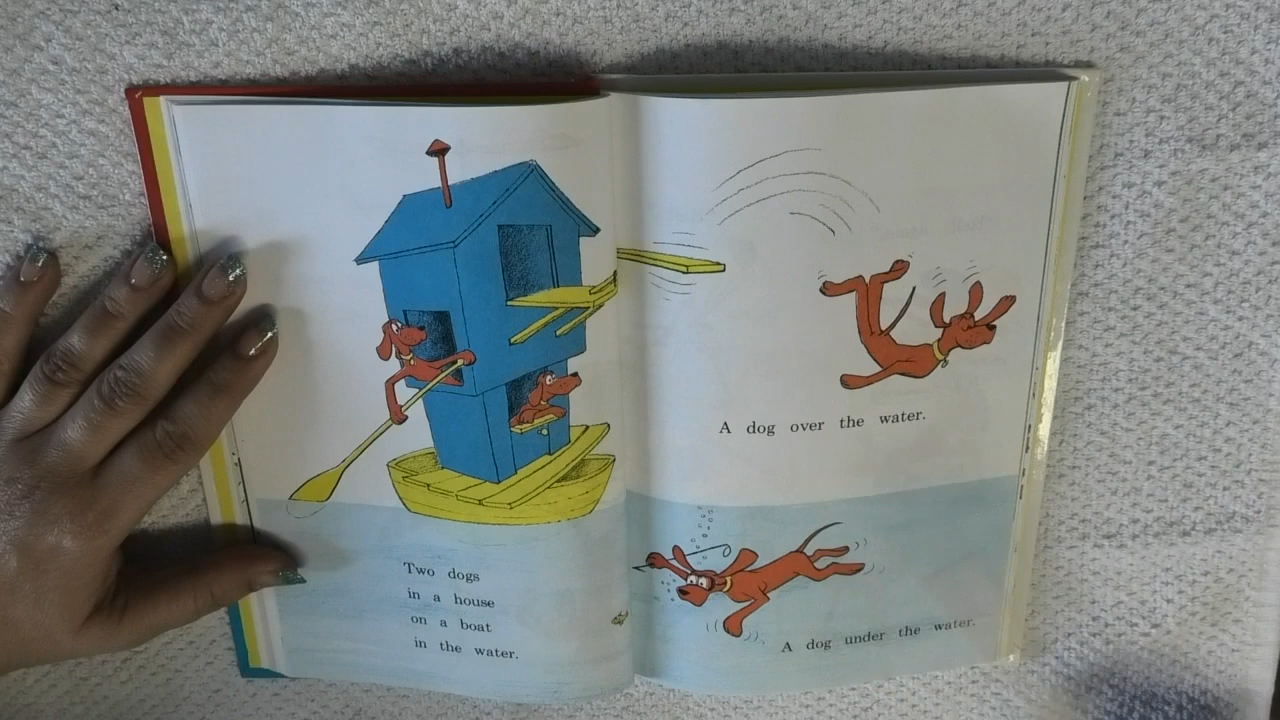 Two dogs
in a house
on a boat
in the water.
A dog over the water.
A dog under the water.